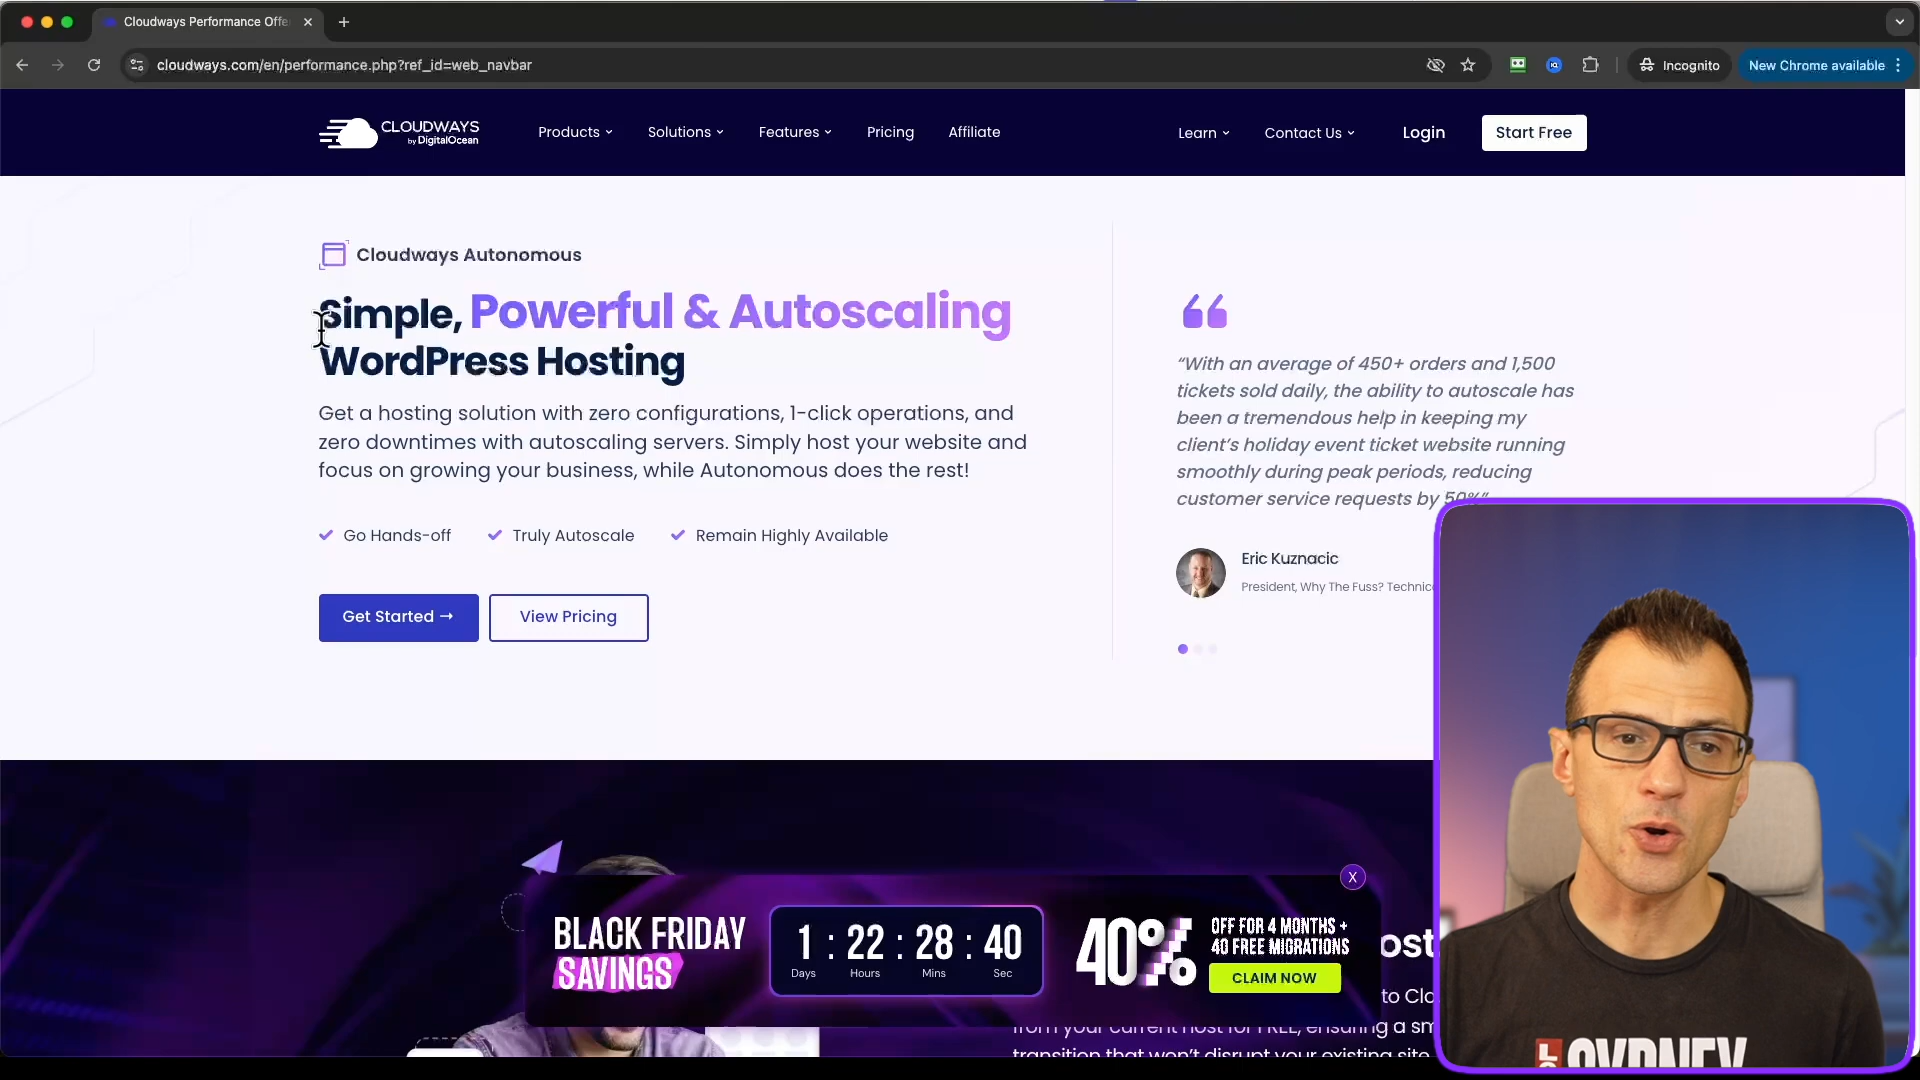 Cloudways Performance Offe
cloudways.com/en/performance.php?ref_id=web_navbar
Incognito
New Chrome available
CLOUDWAYS
by DigitalOcean
Products
Solutions
Features
Pricing
Affiliate
Learn
Contact Us
Login
Start Free
Cloudways Autonomous
Simple, Powerful & Autoscaling
WordPress Hosting
Get a hosting solution with zero configurations, 1-click operations, and
zero downtimes with autoscaling servers. Simply host your website and
focus on growing your business, while Autonomous does the rest!
Go Hands-off
Truly Autoscale
Remain Highly Available
Get Started →
View Pricing
“With an average of 450+ orders and 1,500
tickets sold daily, the ability to autoscale has
been a tremendous help in keeping my
client’s holiday event ticket website running
smoothly during peak periods, reducing
customer service requests by 50%”
Eric Kuznacic
President, Why The Fuss? Technic
BLACK FRIDAY
SAVINGS
1 : 22 : 28 : 40
Days Hours Mins Sec
40%
OFF FOR 4 MONTHS +
40 FREE MIGRATIONS
CLAIM NOW
X
ost
to Clo
from your current host for FREE, ensuring a sm
transition that won’t disrupt your existing site